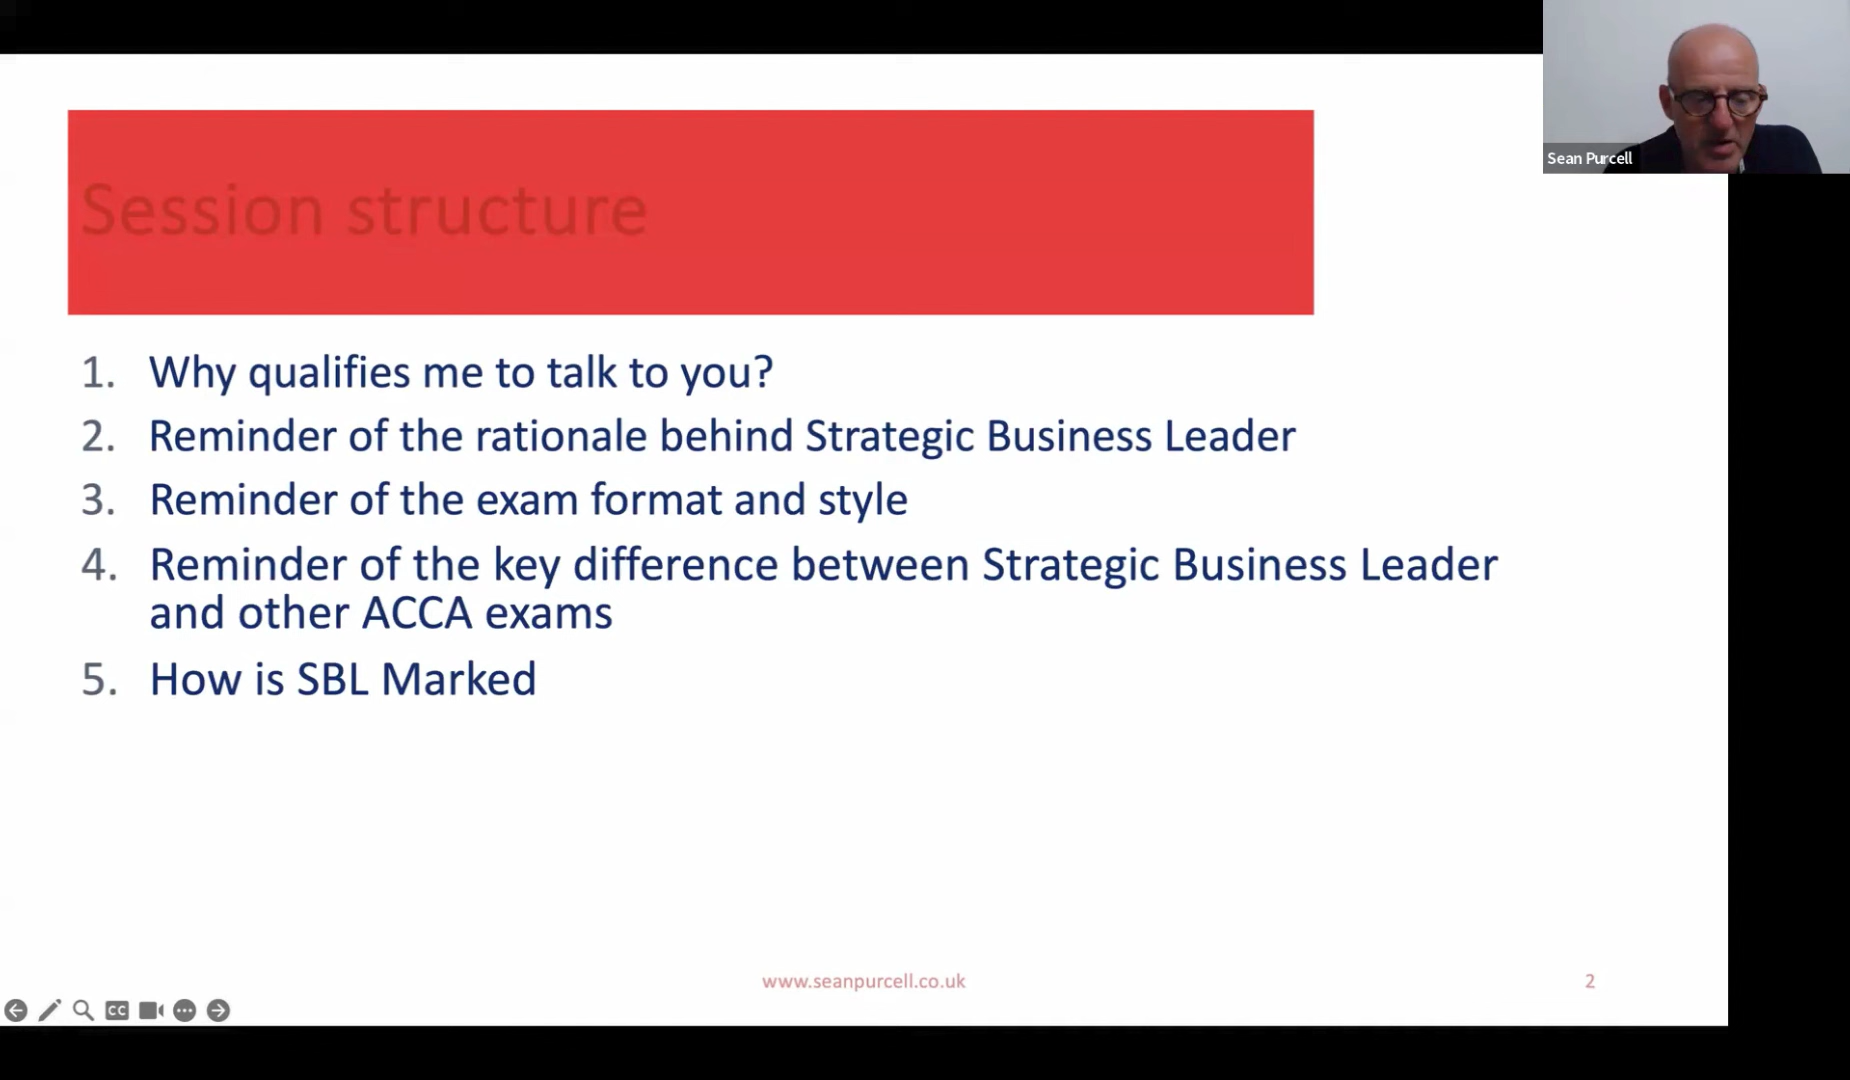 Sean Purcell
Session structure
1. Why qualifies me to talk to you?
2. Reminder of the rationale behind Strategic Business Leader
3. Reminder of the exam format and style
4. Reminder of the key difference between Strategic Business Leader
and other ACCA exams
5. How is SBL Marked
www.seanpurcell.co.uk
2
CC